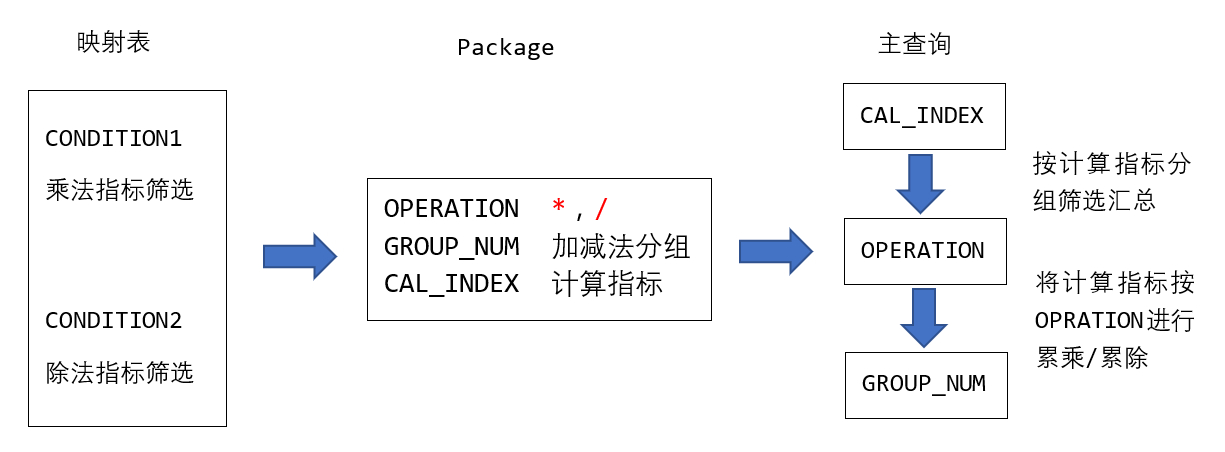 映射表
Package
主查询
CONDITION1
乘法指标筛选
CONDITION2
除法指标筛选
OPERATION * , /
GROUP_NUM 加减法分组
CAL_INDEX 计算指标
CAL_INDEX
按计算指标分
组筛选汇总
OPERATION
将计算指标按
OPRATION进行
累乘/累除
GROUP_NUM